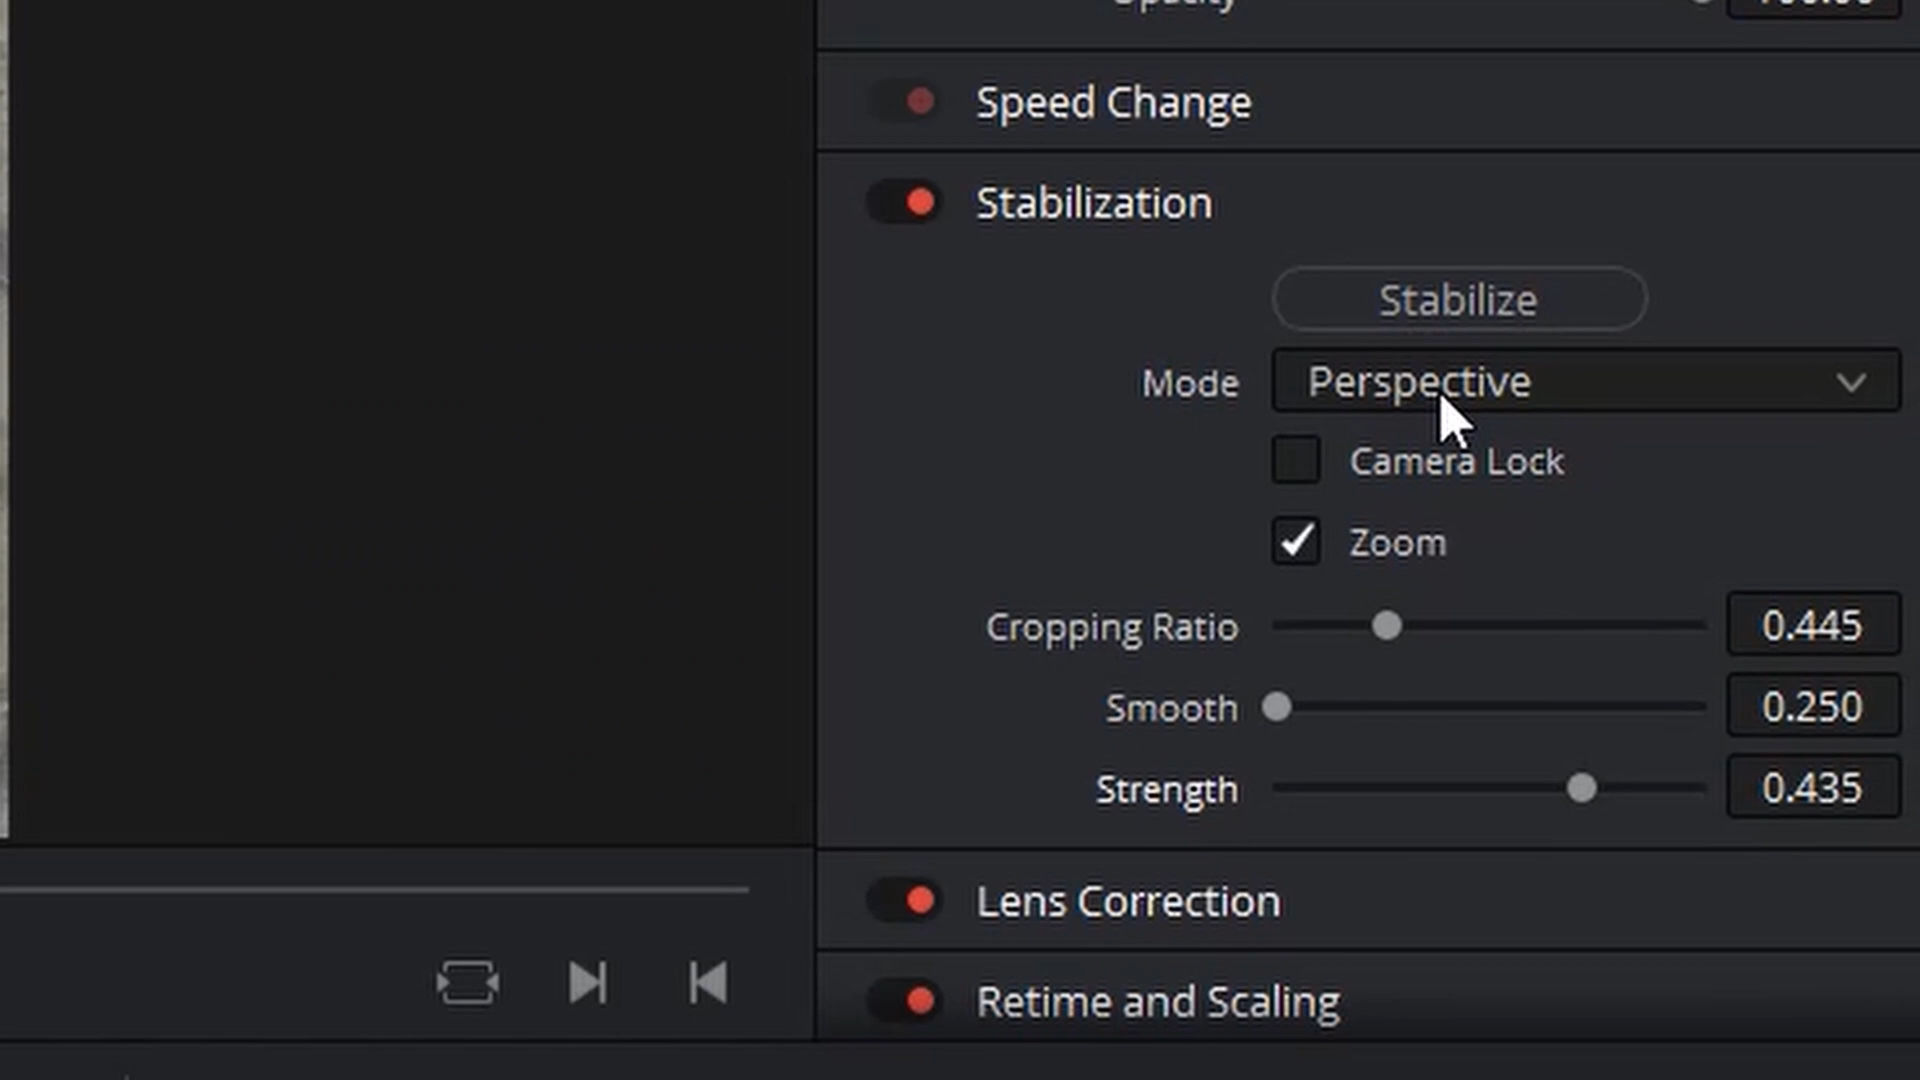 Opacity
Speed Change
Stabilization
Stabilize
Mode Perspective
Camera Lock
Zoom
Cropping Ratio 0.445
Smooth 0.250
Strength 0.435
Lens Correction
Retime and Scaling